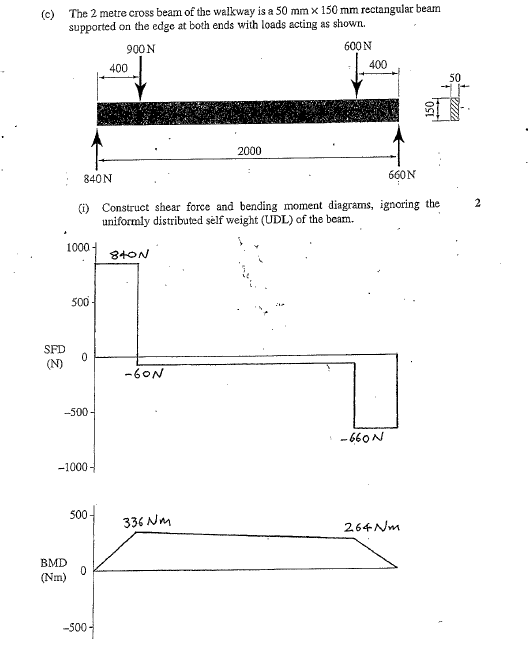 (c) The 2 metre cross beam of the walkway is a 50 mm × 150 mm rectangular beam
supported on the edge at both ends with loads acting as shown.
900 N
600 N
400
400
50
150
2000
840 N
660 N
(i) Construct shear force and bending moment diagrams, ignoring the
uniformly distributed self weight (UDL) of the beam.
2
1000
840N
500
SFD
(N)
0
-60N
-500
-660N
-1000
500
336 Nm
264Nm
BMD
(Nm)
0
-500